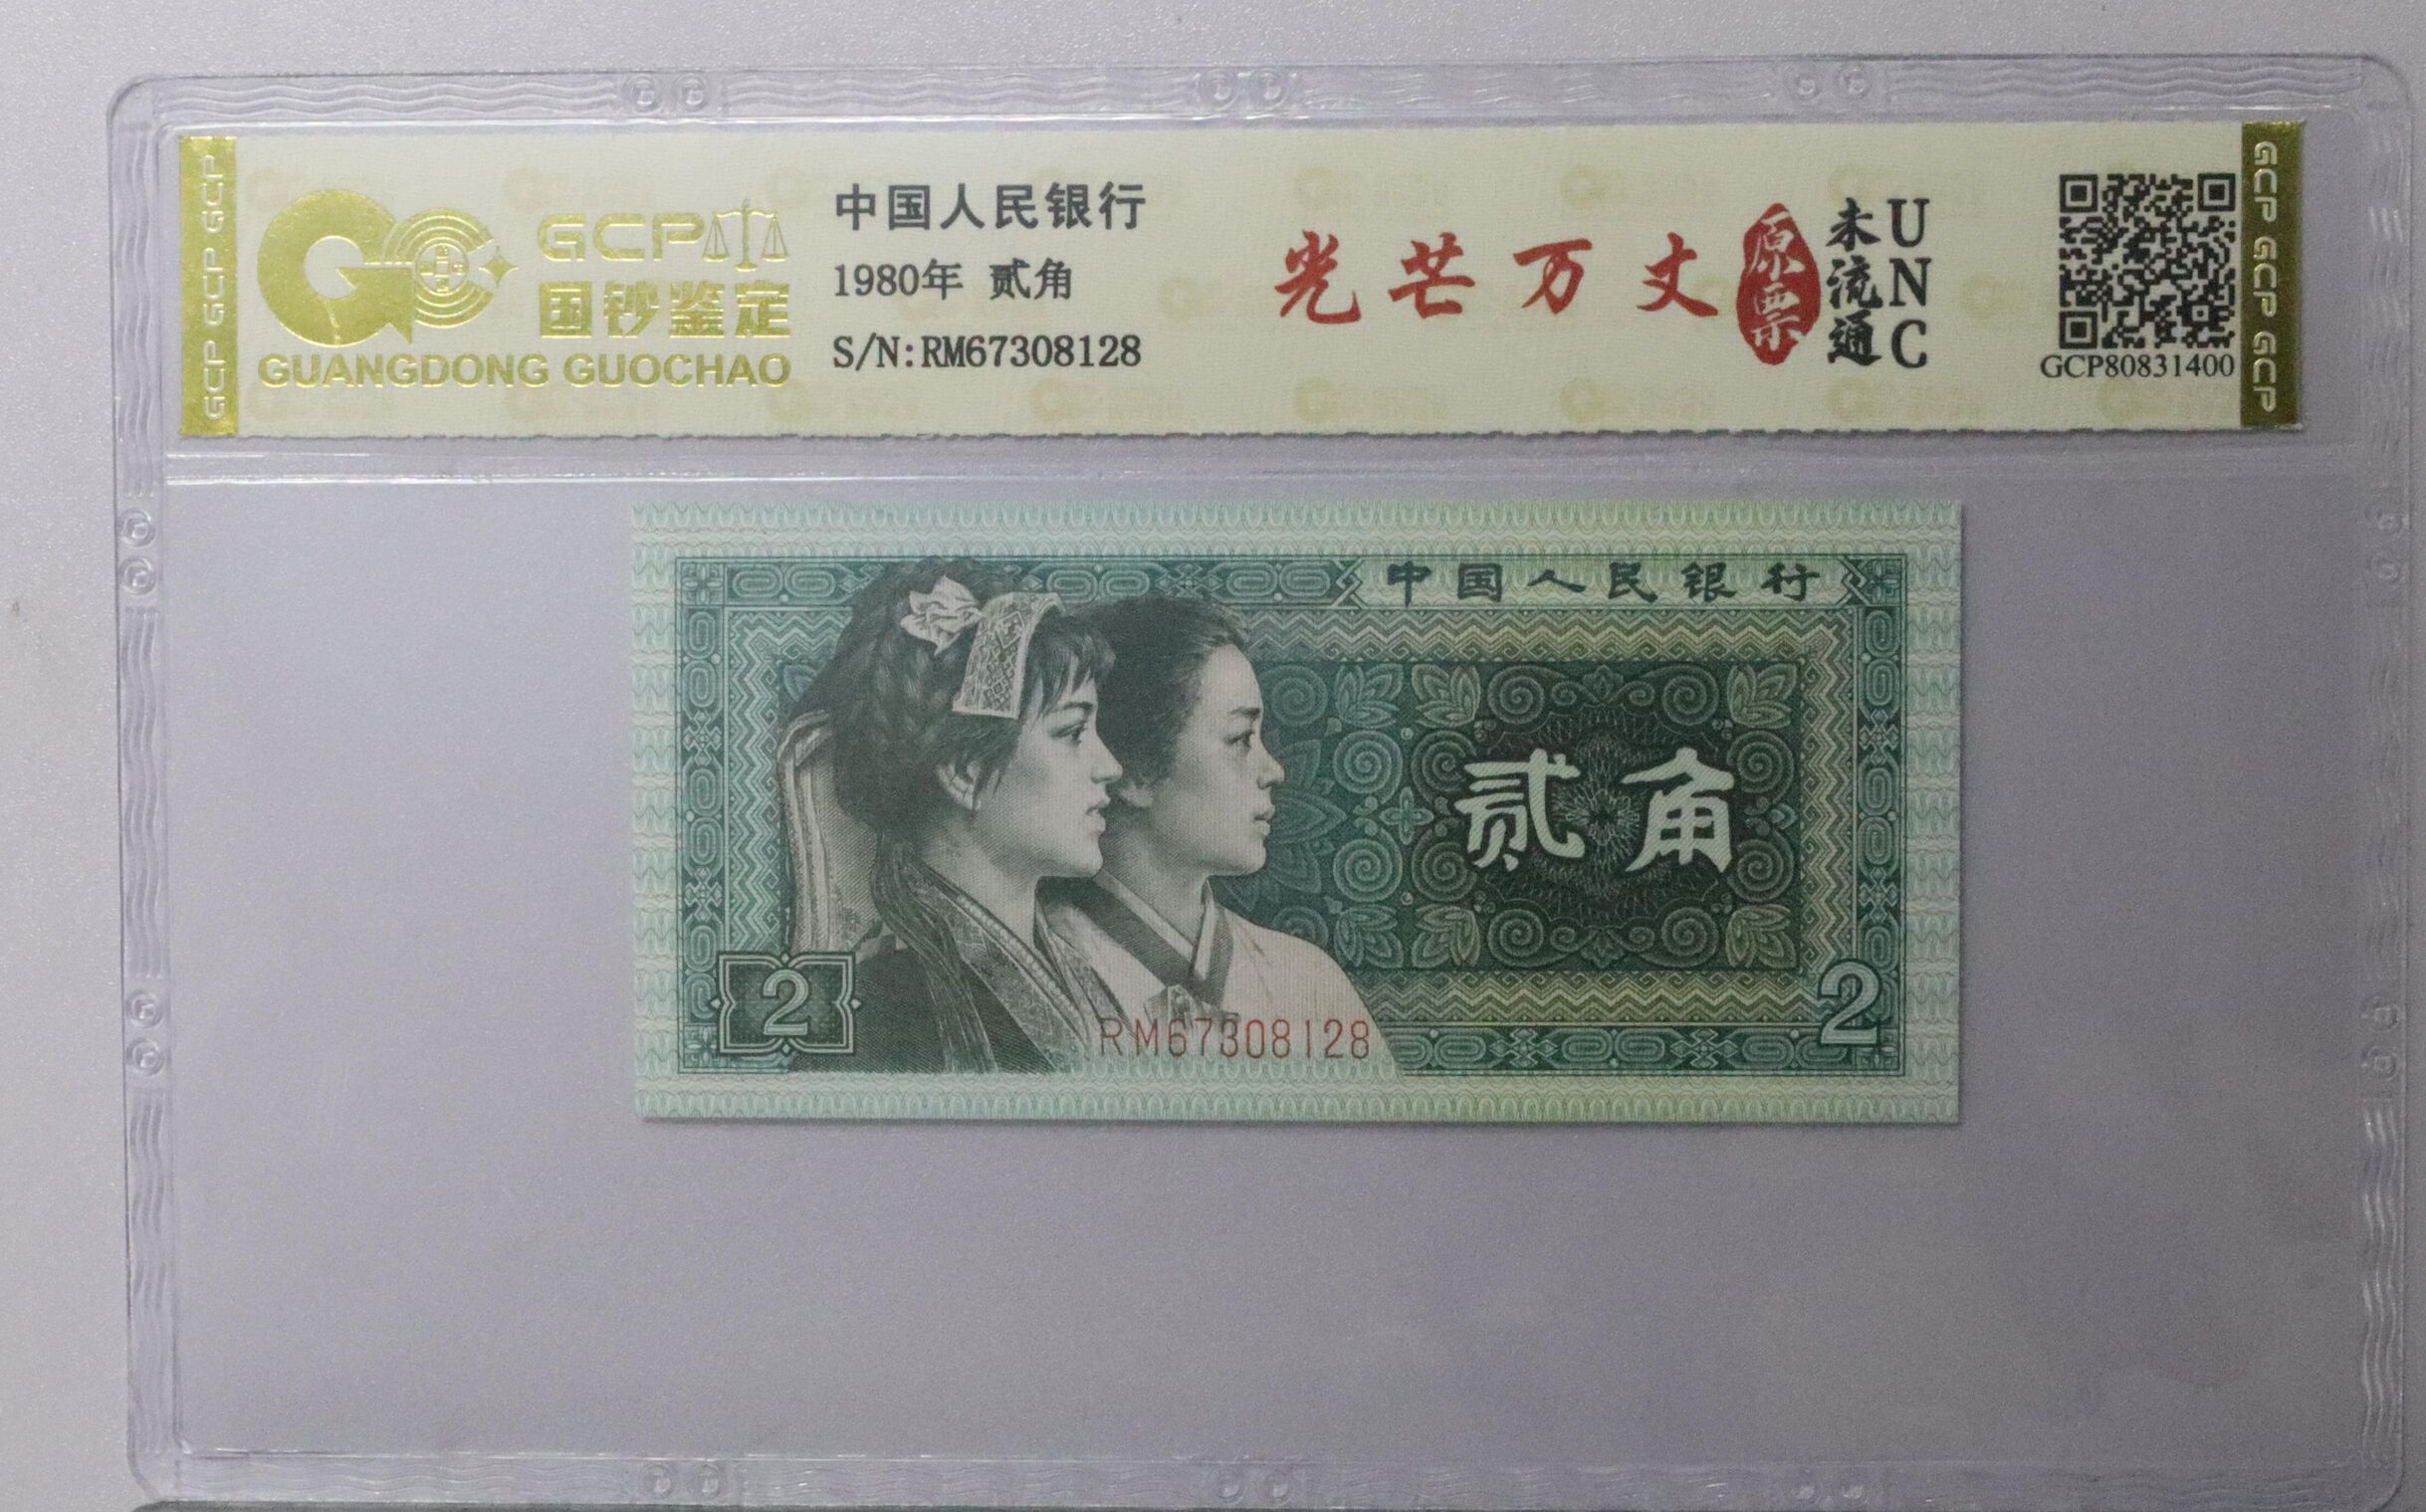 GCP GCP GCP
GCP
国钞鉴定
GUANGDONG GUOCHAO
中国人民银行
1980年 贰角
S/N:RM67308128
光芒万丈
原票
未流通
UNC
GCP80831400
GCP GCP GCP
中国人民银行
贰角
2
2
RM67308128